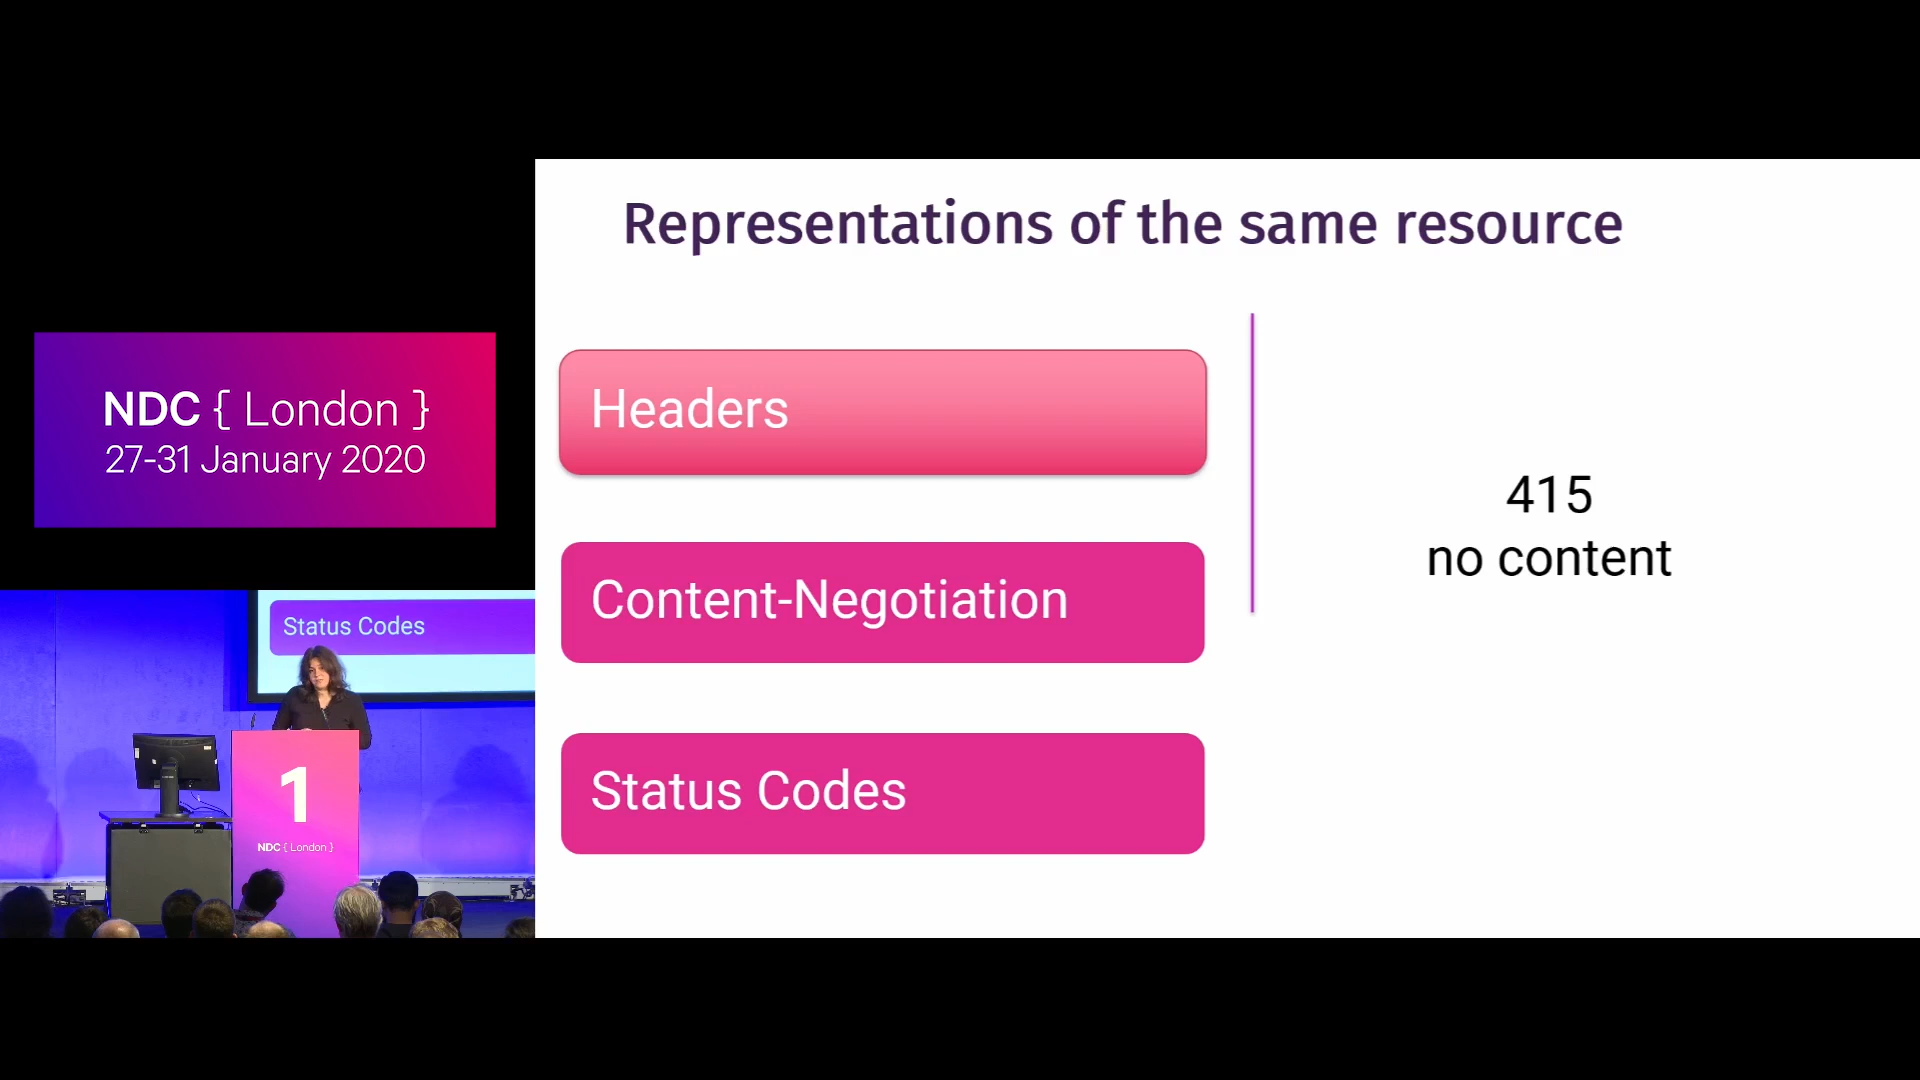 Representations of the same resource
Headers
Content-Negotiation
Status Codes
415
no content
NDC { London }
27-31 January 2020
Status Codes
1
NDC { London }